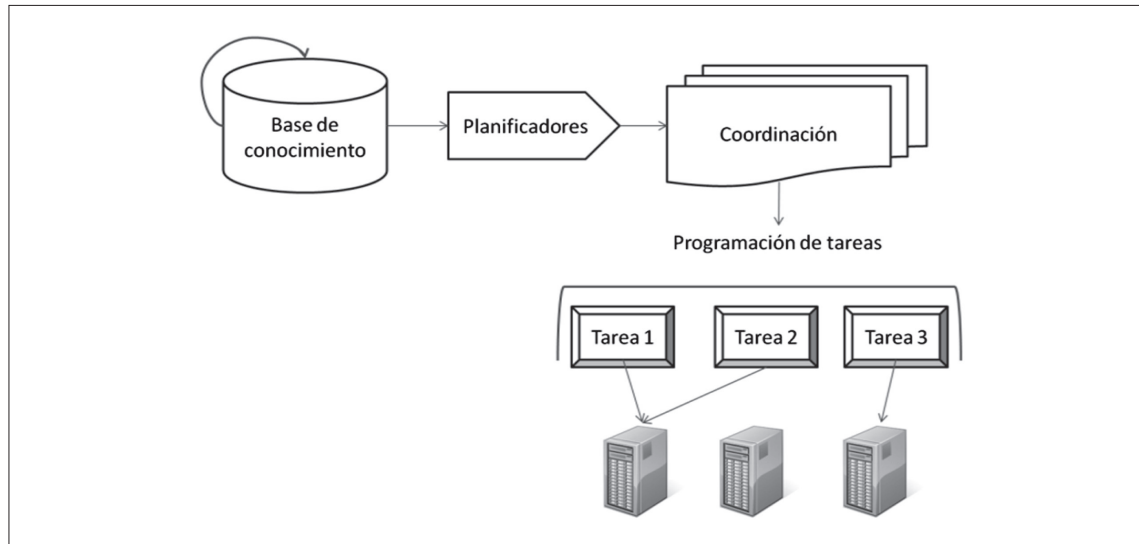 Base de
conocimiento
Planificadores
Coordinación
Programación de tareas
Tarea 1
Tarea 2
Tarea 3